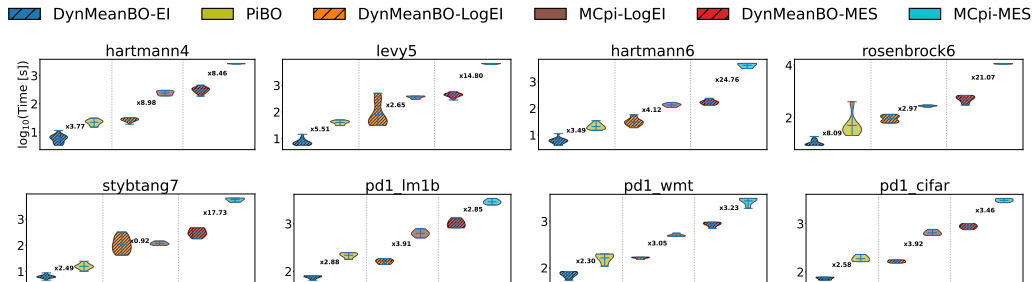 DynMeanBO-EI PiBO DynMeanBO-LogEI MCpi-LogEI DynMeanBO-MES MCpi-MES
hartmann4 levy5 hartmann6 rosenbrock6
log10(Time [s])
3
2
1
x3.77 x8.98 x8.46
3
2
1
x5.51 x2.65 x14.80
3
2
1
x3.49 x4.12 x24.76
4
2
x8.09 x2.97 x21.07
stybtang7 pd1_lm1b pd1_wmt pd1_cifar
3
2
1
x2.49 x0.92 x17.73
3
2
x2.88 x3.91 x2.85
3
2
x2.30 x3.05 x3.23
3
2
x2.58 x3.92 x3.46